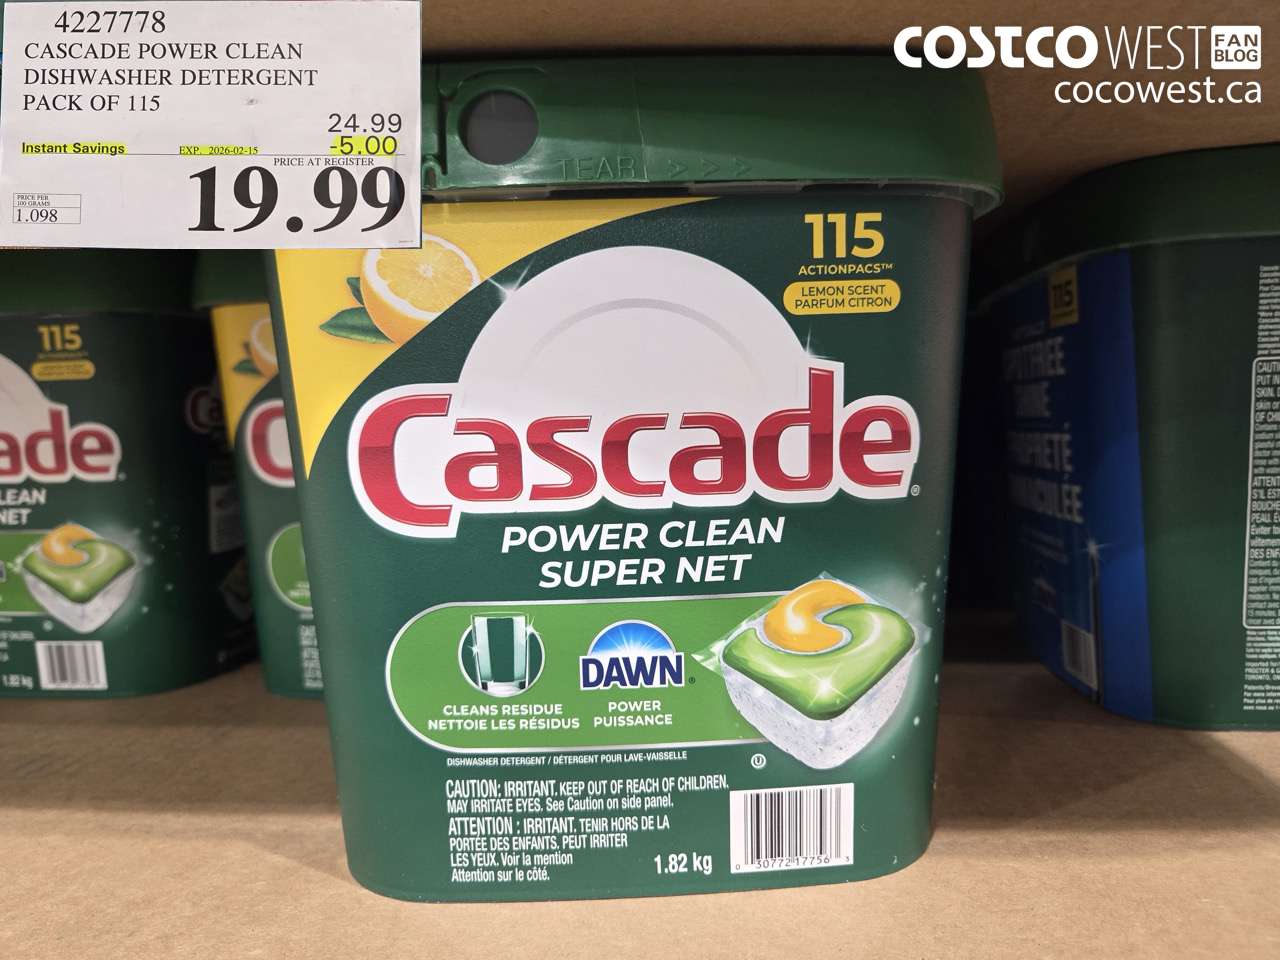 4227778
CASCADE POWER CLEAN
DISHWASHER DETERGENT
PACK OF 115
24.99
Instant Savings EXP. 2026-02-15 -5.00
PRICE AT REGISTER
19.99
PRICE PER
100 GRAMS
1.098
COSTCO WEST FAN BLOG
cocowest.ca
TEAR
115
ACTIONPACS™
LEMON SCENT
PARFUM CITRON
Cascade®
POWER CLEAN
SUPER NET
CLEANS RESIDUE
NETTOIE LES RÉSIDUS
DAWN®
POWER
PUISSANCE
DISHWASHER DETERGENT / DÉTERGENT POUR LAVE-VAISSELLE
U
CAUTION: IRRITANT. KEEP OUT OF REACH OF CHILDREN.
MAY IRRITATE EYES. See Caution on side panel.
ATTENTION : IRRITANT. TENIR HORS DE LA
PORTÉE DES ENFANTS. PEUT IRRITER
LES YEUX. Voir la mention
Attention sur le côté.
1.82 kg
0 30772 17756 3
115
ade
LEAN
NET
1.82 kg
115